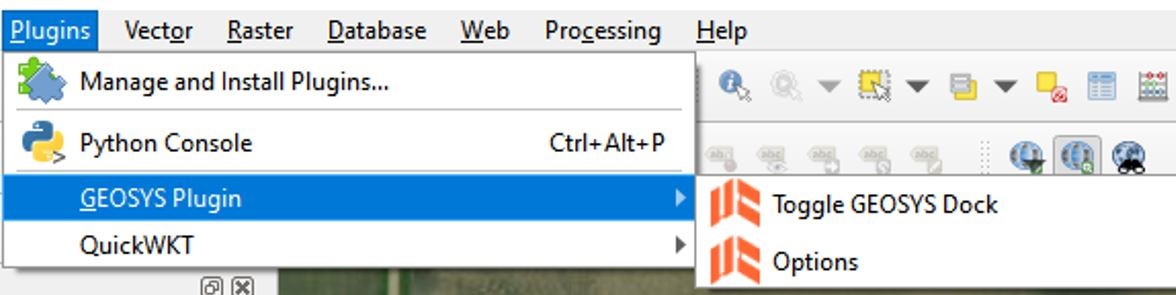 Plugins Vector Raster Database Web Processing Help
Manage and Install Plugins...
Python Console Ctrl+Alt+P
GEOSYS Plugin
Toggle GEOSYS Dock
QuickWKT
Options